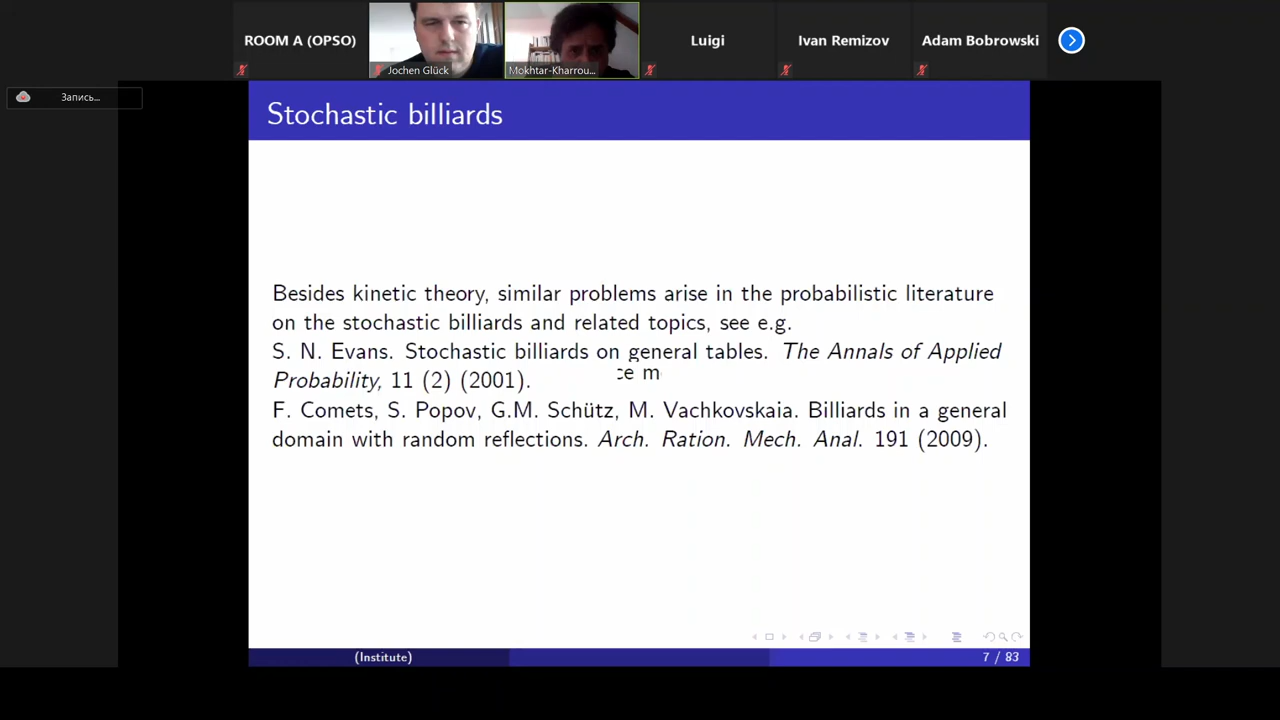 ROOM A (OPSO)
Jochen Glück
Mokhtar-Kharrou...
Luigi
Ivan Remizov
Adam Bobrowski
Запись...
Stochastic billiards
Besides kinetic theory, similar problems arise in the probabilistic literature
on the stochastic billiards and related topics, see e.g.
S. N. Evans. Stochastic billiards on general tables. The Annals of Applied
Probability, 11 (2) (2001).
ce m
F. Comets, S. Popov, G.M. Schütz, M. Vachkovskaia. Billiards in a general
domain with random reflections. Arch. Ration. Mech. Anal. 191 (2009).
(Institute)
7 / 83